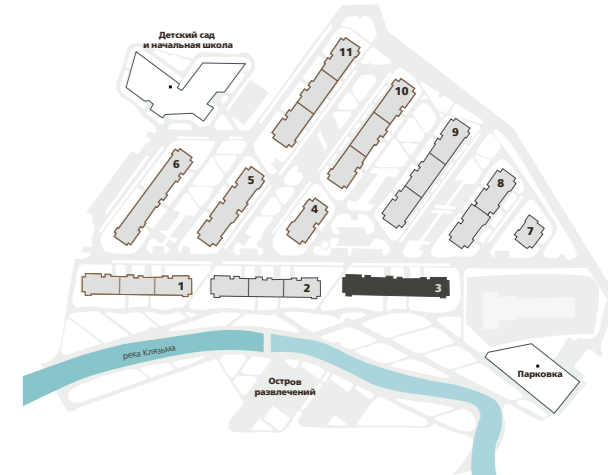 Детский сад
и начальная школа
11
10
9
6
5
8
4
7
1
2
3
река Клязьма
Парковка
Остров
развлечений